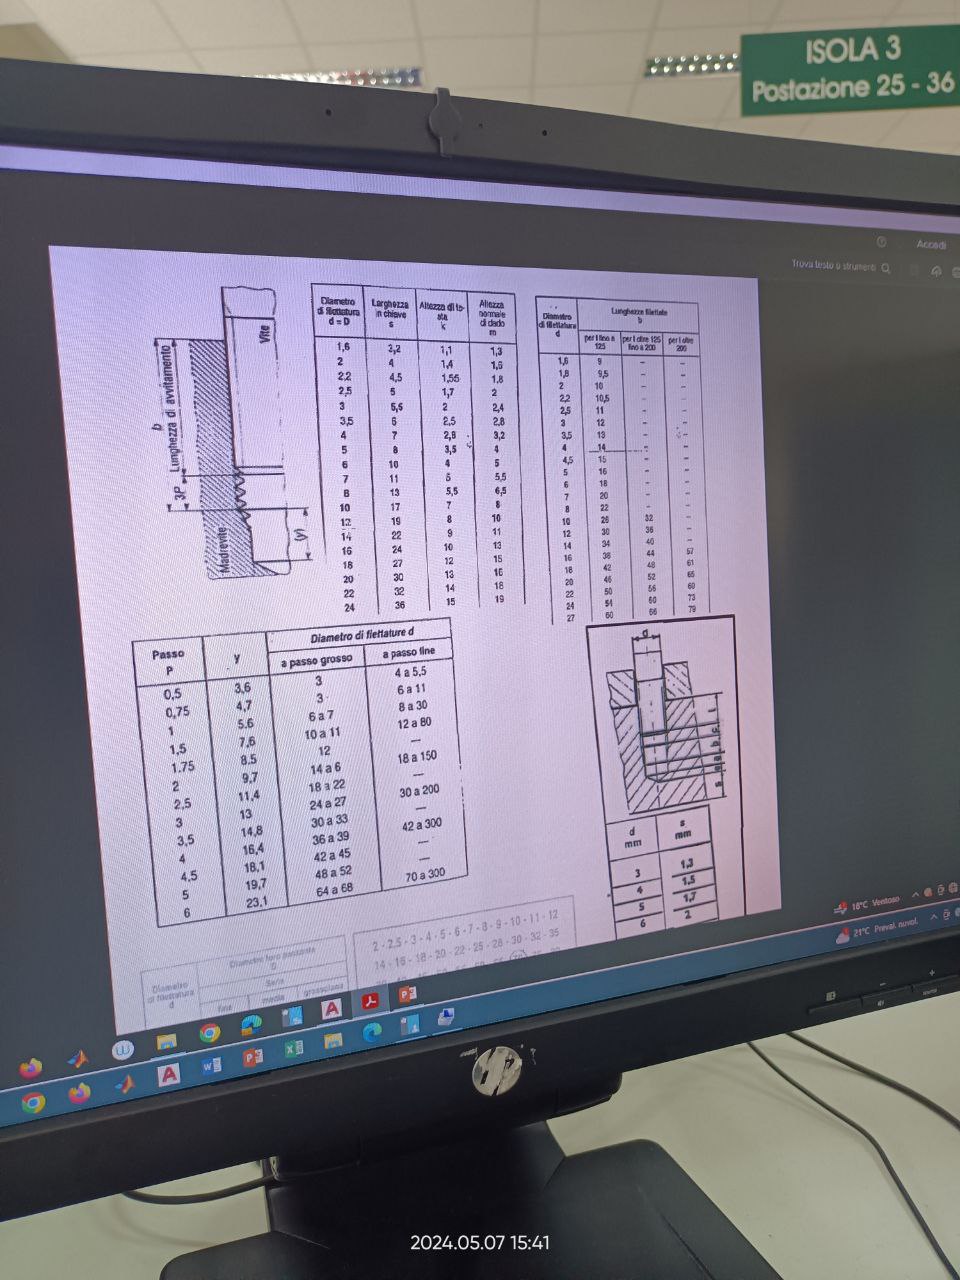 ISOLA 3
Postazione 25 - 36
Accedi
Trova testo o strumenti
Vite
Madrevite
b
Lunghezza di avvitamento
3P
(y)
Diametro di filettatura d = D | Larghezza in chiave s | Altezza di testa k | Altezza normale di dado m
1,6 3,2 1,1 1,3
2 4 1,4 1,6
2,2 4,5 1,55 1,8
2,5 5 1,7 2
3 5,5 2 2,4
3,5 6 2,5 2,8
4 7 2,8 3,2
5 8 3,5 4
6 10 4 5
7 11 5 5,5
8 13 5,5 6,5
10 17 7 8
12 19 8 10
14 22 9 11
16 24 10 13
18 27 12 15
20 30 13 16
22 32 14 18
24 36 15 19
Diametro di filettatura d | Lunghezza filettata b
per l fino a 125 | per l oltre 125 fino a 200 | per l oltre 200
1,6 9 – –
1,8 9,5 – –
2 10 – –
2,2 10,5 – –
2,5 11 – –
3 12 – –
3,5 13 – –
4 14 – –
4,5 15 – –
5 16 – –
6 18 – –
7 20 – –
8 22 – –
10 26 32 –
12 30 36 –
14 34 40 –
16 38 44 57
18 42 48 61
20 46 52 65
22 50 56
24 54 60 73
27 60 66 79
Passo P | y | Diametro di filettature d
a passo grosso | a passo fine
0,5 3,6 3 4 a 5,5
0,75 4,7 3 6 a 11
1 5.6 6 a 7 8 a 30
1,5 7,6 10 a 11 12 a 80
1.75 8.5 12 —
2 9,7 14 a 6 18 a 150
2,5 11,4 18 a 22 —
3 13 24 a 27 30 a 200
3,5 14,8 30 a 33 —
4 16,4 36 a 39 42 a 300
4,5 18,1 42 a 45 —
5 19,7 48 a 52 —
6 23,1 64 a 68 70 a 300
d
d mm | s mm
3 1,3
4 1,5
5 1,7
6 2
Diametro di filettatura d
Diametro foro passante
Serie
fine media grossolana
2 - 2,5 - 3 - 4 - 5 - 6 - 7 - 8 - 9 - 10 - 11 - 12
14 - 16 - 18 - 20 - 22 - 25 - 28 - 30 - 32 - 35
18°C Ventoso
21°C Preval. nuvol.
hp
2024.05.07 15:41